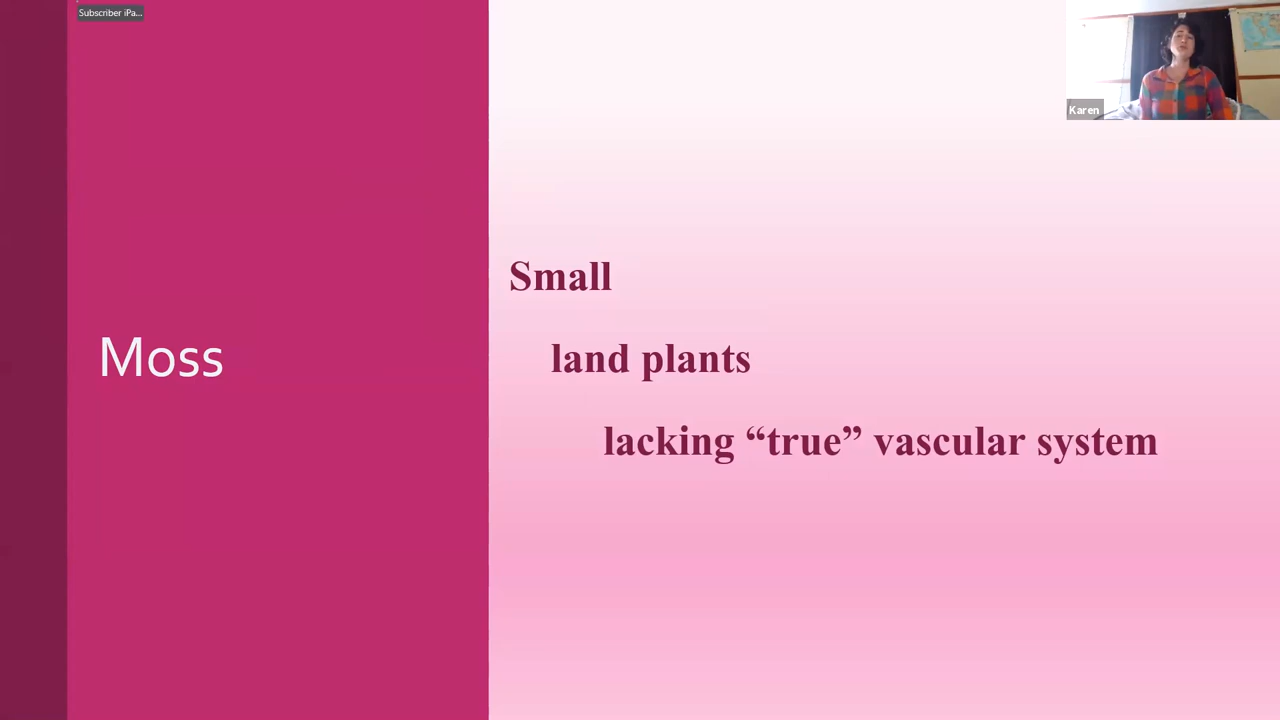 Subscriber iPa...
Karen
Moss
Small
land plants
lacking “true” vascular system